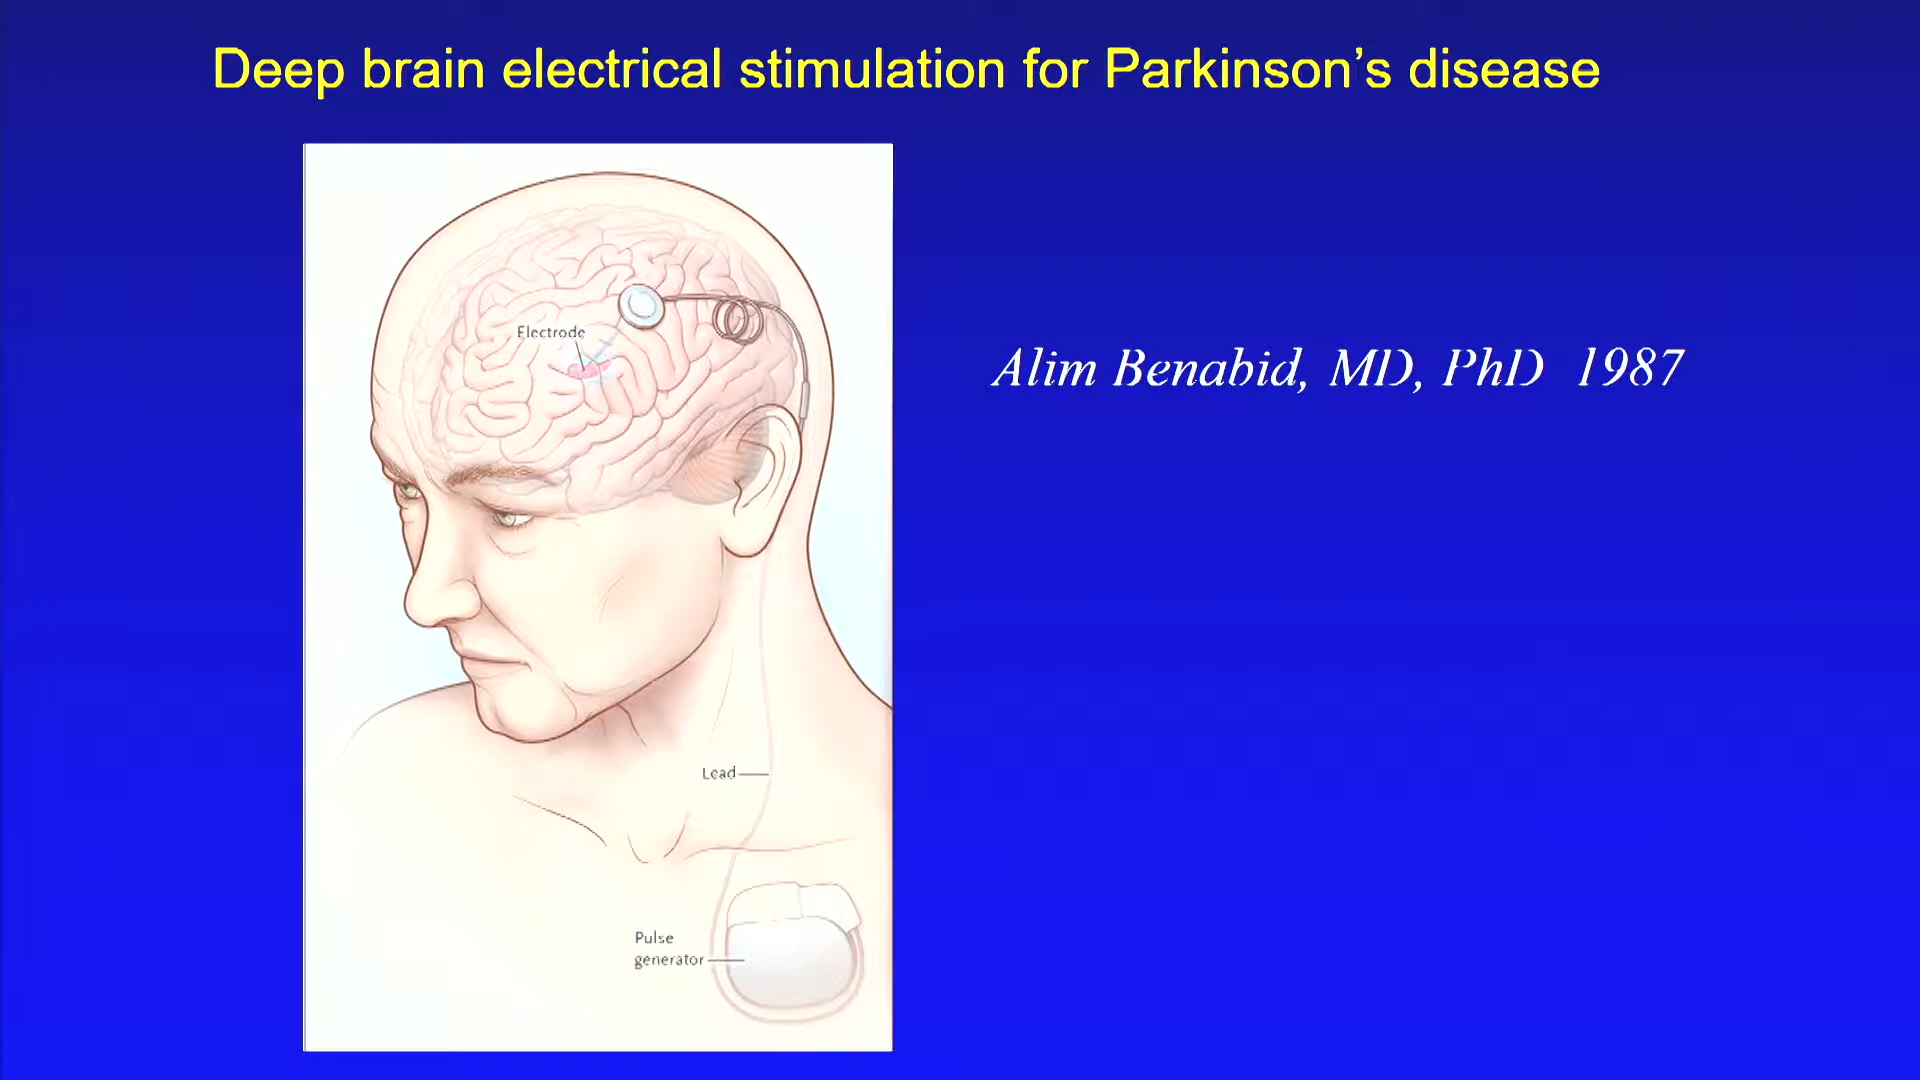 Deep brain electrical stimulation for Parkinson’s disease
Electrode
Alim Benabid, MD, PhD 1987
Lead
Pulse
generator